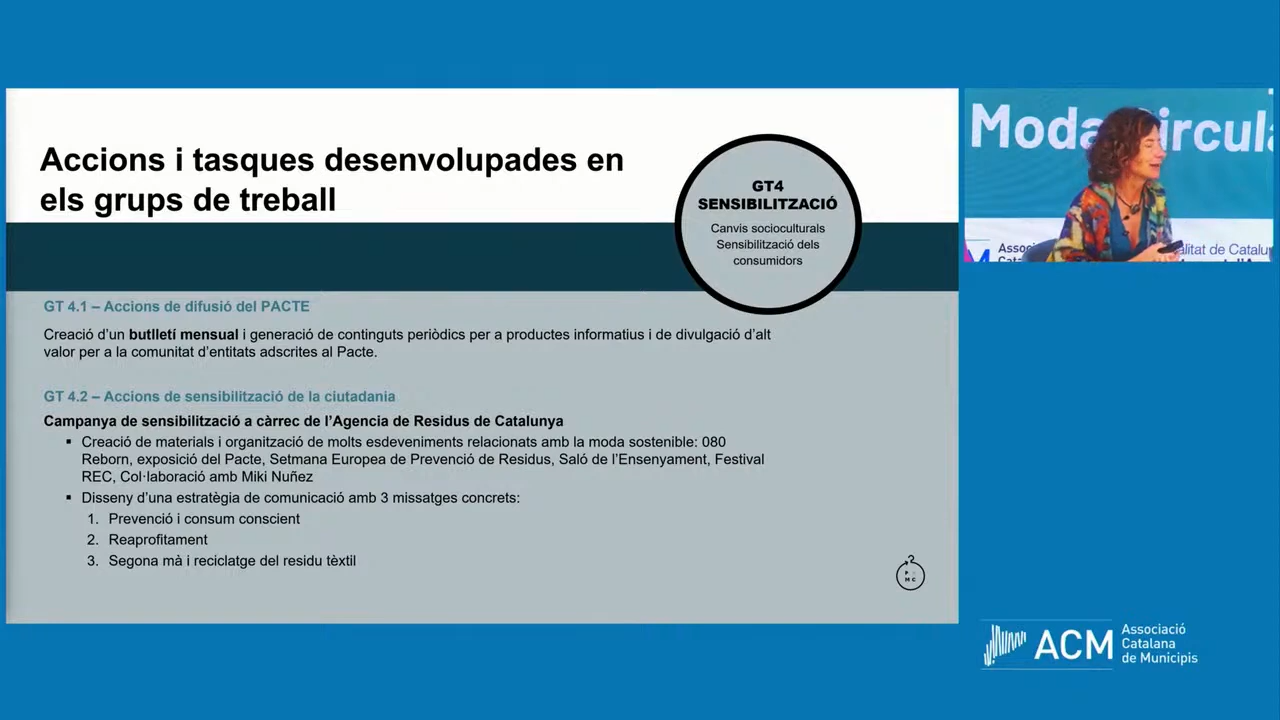 Accions i tasques desenvolupades en
els grups de treball
GT4
SENSIBILITZACIÓ
Canvis socioculturals
Sensibilització dels
consumidors
GT 4.1 – Accions de difusió del PACTE
Creació d’un butlletí mensual i generació de continguts periòdics per a productes informatius i de divulgació d’alt
valor per a la comunitat d’entitats adscrites al Pacte.
GT 4.2 – Accions de sensibilització de la ciutadania
Campanya de sensibilització a càrrec de l’Agencia de Residus de Catalunya
▪ Creació de materials i organització de molts esdeveniments relacionats amb la moda sostenible: 080
Reborn, exposició del Pacte, Setmana Europea de Prevenció de Residus, Saló de l’Ensenyament, Festival
REC, Col·laboració amb Miki Nuñez
▪ Disseny d’una estratègia de comunicació amb 3 missatges concrets:
1. Prevenció i consum conscient
2. Reaprofitament
3. Segona mà i reciclatge del residu tèxtil
Moda Circula
Assoc
alitat de Catalu
ACM
Associació
Catalana
de Municipis